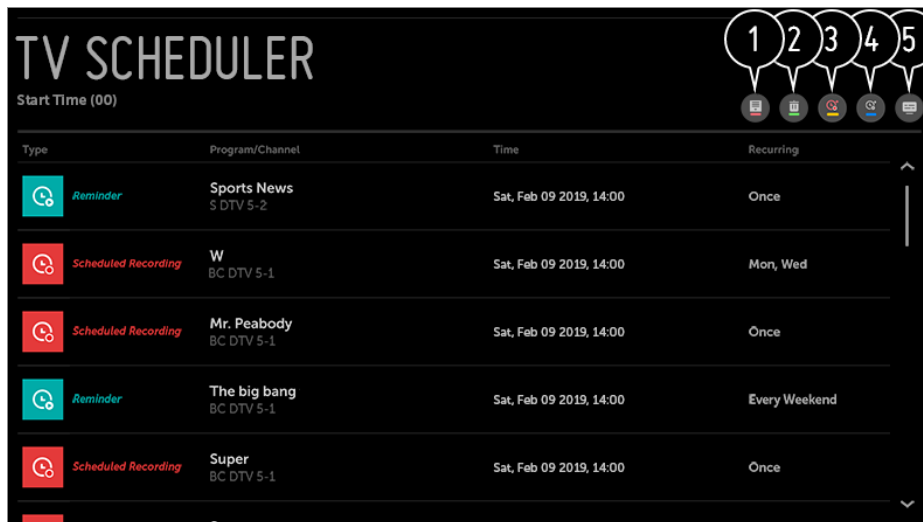 1 2 3 4 5
TV SCHEDULER
Start Time (00)
Type Program/Channel Time Recurring
Reminder Sports News Sat, Feb 09 2019, 14:00 Once
S DTV 5-2
Scheduled Recording W Sat, Feb 09 2019, 14:00 Mon, Wed
BC DTV 5-1
Scheduled Recording Mr. Peabody Sat, Feb 09 2019, 14:00 Once
BC DTV 5-1
Reminder The big bang Sat, Feb 09 2019, 14:00 Every Weekend
BC DTV 5-1
Scheduled Recording Super Sat, Feb 09 2019, 14:00 Once
BC DTV 5-1